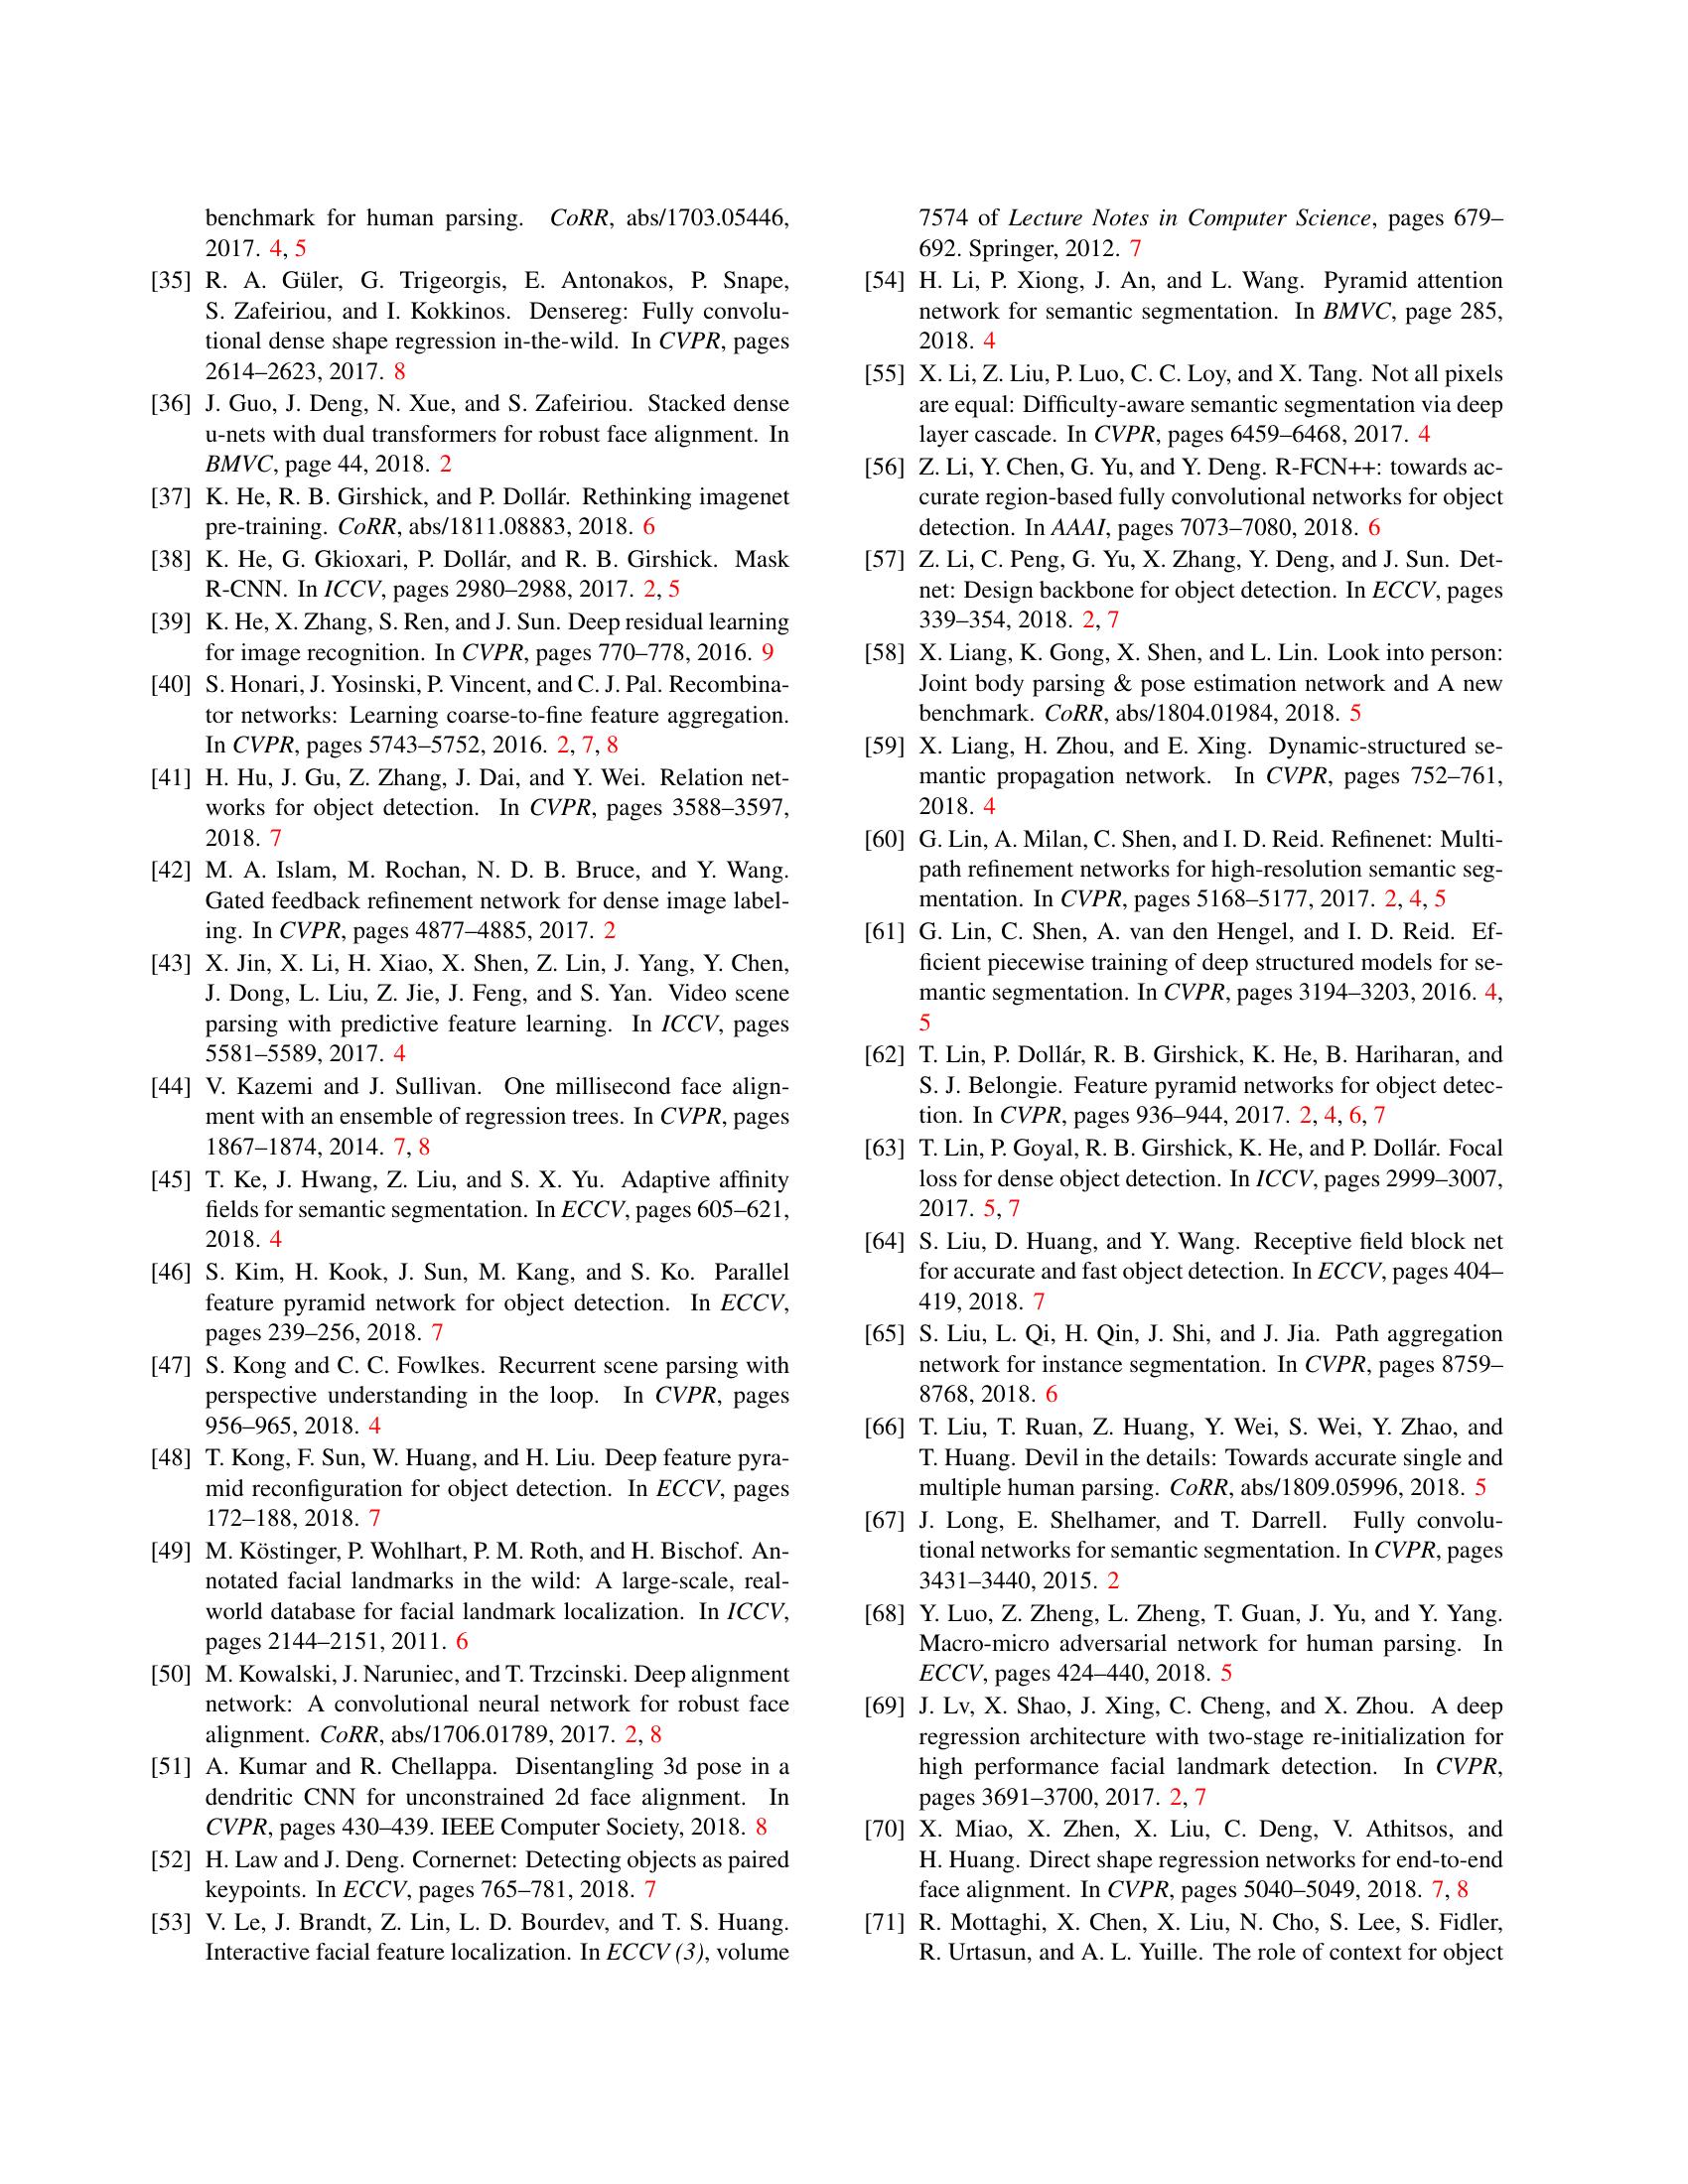 benchmark for human parsing. CoRR, abs/1703.05446,
2017. 4, 5
[35] R. A. Güler, G. Trigeorgis, E. Antonakos, P. Snape,
S. Zafeiriou, and I. Kokkinos. Densereg: Fully convolu-
tional dense shape regression in-the-wild. In CVPR, pages
2614–2623, 2017. 8
[36] J. Guo, J. Deng, N. Xue, and S. Zafeiriou. Stacked dense
u-nets with dual transformers for robust face alignment. In
BMVC, page 44, 2018. 2
[37] K. He, R. B. Girshick, and P. Dollár. Rethinking imagenet
pre-training. CoRR, abs/1811.08883, 2018. 6
[38] K. He, G. Gkioxari, P. Dollár, and R. B. Girshick. Mask
R-CNN. In ICCV, pages 2980–2988, 2017. 2, 5
[39] K. He, X. Zhang, S. Ren, and J. Sun. Deep residual learning
for image recognition. In CVPR, pages 770–778, 2016. 9
[40] S. Honari, J. Yosinski, P. Vincent, and C. J. Pal. Recombina-
tor networks: Learning coarse-to-fine feature aggregation.
In CVPR, pages 5743–5752, 2016. 2, 7, 8
[41] H. Hu, J. Gu, Z. Zhang, J. Dai, and Y. Wei. Relation net-
works for object detection. In CVPR, pages 3588–3597,
2018. 7
[42] M. A. Islam, M. Rochan, N. D. B. Bruce, and Y. Wang.
Gated feedback refinement network for dense image label-
ing. In CVPR, pages 4877–4885, 2017. 2
[43] X. Jin, X. Li, H. Xiao, X. Shen, Z. Lin, J. Yang, Y. Chen,
J. Dong, L. Liu, Z. Jie, J. Feng, and S. Yan. Video scene
parsing with predictive feature learning. In ICCV, pages
5581–5589, 2017. 4
[44] V. Kazemi and J. Sullivan. One millisecond face align-
ment with an ensemble of regression trees. In CVPR, pages
1867–1874, 2014. 7, 8
[45] T. Ke, J. Hwang, Z. Liu, and S. X. Yu. Adaptive affinity
fields for semantic segmentation. In ECCV, pages 605–621,
2018. 4
[46] S. Kim, H. Kook, J. Sun, M. Kang, and S. Ko. Parallel
feature pyramid network for object detection. In ECCV,
pages 239–256, 2018. 7
[47] S. Kong and C. C. Fowlkes. Recurrent scene parsing with
perspective understanding in the loop. In CVPR, pages
956–965, 2018. 4
[48] T. Kong, F. Sun, W. Huang, and H. Liu. Deep feature pyra-
mid reconfiguration for object detection. In ECCV, pages
172–188, 2018. 7
[49] M. Köstinger, P. Wohlhart, P. M. Roth, and H. Bischof. An-
notated facial landmarks in the wild: A large-scale, real-
world database for facial landmark localization. In ICCV,
pages 2144–2151, 2011. 6
[50] M. Kowalski, J. Naruniec, and T. Trzcinski. Deep alignment
network: A convolutional neural network for robust face
alignment. CoRR, abs/1706.01789, 2017. 2, 8
[51] A. Kumar and R. Chellappa. Disentangling 3d pose in a
dendritic CNN for unconstrained 2d face alignment. In
CVPR, pages 430–439. IEEE Computer Society, 2018. 8
[52] H. Law and J. Deng. Cornernet: Detecting objects as paired
keypoints. In ECCV, pages 765–781, 2018. 7
[53] V. Le, J. Brandt, Z. Lin, L. D. Bourdev, and T. S. Huang.
Interactive facial feature localization. In ECCV (3), volume
7574 of Lecture Notes in Computer Science, pages 679–
692. Springer, 2012. 7
[54] H. Li, P. Xiong, J. An, and L. Wang. Pyramid attention
network for semantic segmentation. In BMVC, page 285,
2018. 4
[55] X. Li, Z. Liu, P. Luo, C. C. Loy, and X. Tang. Not all pixels
are equal: Difficulty-aware semantic segmentation via deep
layer cascade. In CVPR, pages 6459–6468, 2017. 4
[56] Z. Li, Y. Chen, G. Yu, and Y. Deng. R-FCN++: towards ac-
curate region-based fully convolutional networks for object
detection. In AAAI, pages 7073–7080, 2018. 6
[57] Z. Li, C. Peng, G. Yu, X. Zhang, Y. Deng, and J. Sun. Det-
net: Design backbone for object detection. In ECCV, pages
339–354, 2018. 2, 7
[58] X. Liang, K. Gong, X. Shen, and L. Lin. Look into person:
Joint body parsing & pose estimation network and A new
benchmark. CoRR, abs/1804.01984, 2018. 5
[59] X. Liang, H. Zhou, and E. Xing. Dynamic-structured se-
mantic propagation network. In CVPR, pages 752–761,
2018. 4
[60] G. Lin, A. Milan, C. Shen, and I. D. Reid. Refinenet: Multi-
path refinement networks for high-resolution semantic seg-
mentation. In CVPR, pages 5168–5177, 2017. 2, 4, 5
[61] G. Lin, C. Shen, A. van den Hengel, and I. D. Reid. Ef-
ficient piecewise training of deep structured models for se-
mantic segmentation. In CVPR, pages 3194–3203, 2016. 4,
5
[62] T. Lin, P. Dollár, R. B. Girshick, K. He, B. Hariharan, and
S. J. Belongie. Feature pyramid networks for object detec-
tion. In CVPR, pages 936–944, 2017. 2, 4, 6, 7
[63] T. Lin, P. Goyal, R. B. Girshick, K. He, and P. Dollár. Focal
loss for dense object detection. In ICCV, pages 2999–3007,
2017. 5, 7
[64] S. Liu, D. Huang, and Y. Wang. Receptive field block net
for accurate and fast object detection. In ECCV, pages 404–
419, 2018. 7
[65] S. Liu, L. Qi, H. Qin, J. Shi, and J. Jia. Path aggregation
network for instance segmentation. In CVPR, pages 8759–
8768, 2018. 6
[66] T. Liu, T. Ruan, Z. Huang, Y. Wei, S. Wei, Y. Zhao, and
T. Huang. Devil in the details: Towards accurate single and
multiple human parsing. CoRR, abs/1809.05996, 2018. 5
[67] J. Long, E. Shelhamer, and T. Darrell. Fully convolu-
tional networks for semantic segmentation. In CVPR, pages
3431–3440, 2015. 2
[68] Y. Luo, Z. Zheng, L. Zheng, T. Guan, J. Yu, and Y. Yang.
Macro-micro adversarial network for human parsing. In
ECCV, pages 424–440, 2018. 5
[69] J. Lv, X. Shao, J. Xing, C. Cheng, and X. Zhou. A deep
regression architecture with two-stage re-initialization for
high performance facial landmark detection. In CVPR,
pages 3691–3700, 2017. 2, 7
[70] X. Miao, X. Zhen, X. Liu, C. Deng, V. Athitsos, and
H. Huang. Direct shape regression networks for end-to-end
face alignment. In CVPR, pages 5040–5049, 2018. 7, 8
[71] R. Mottaghi, X. Chen, X. Liu, N. Cho, S. Lee, S. Fidler,
R. Urtasun, and A. L. Yuille. The role of context for object